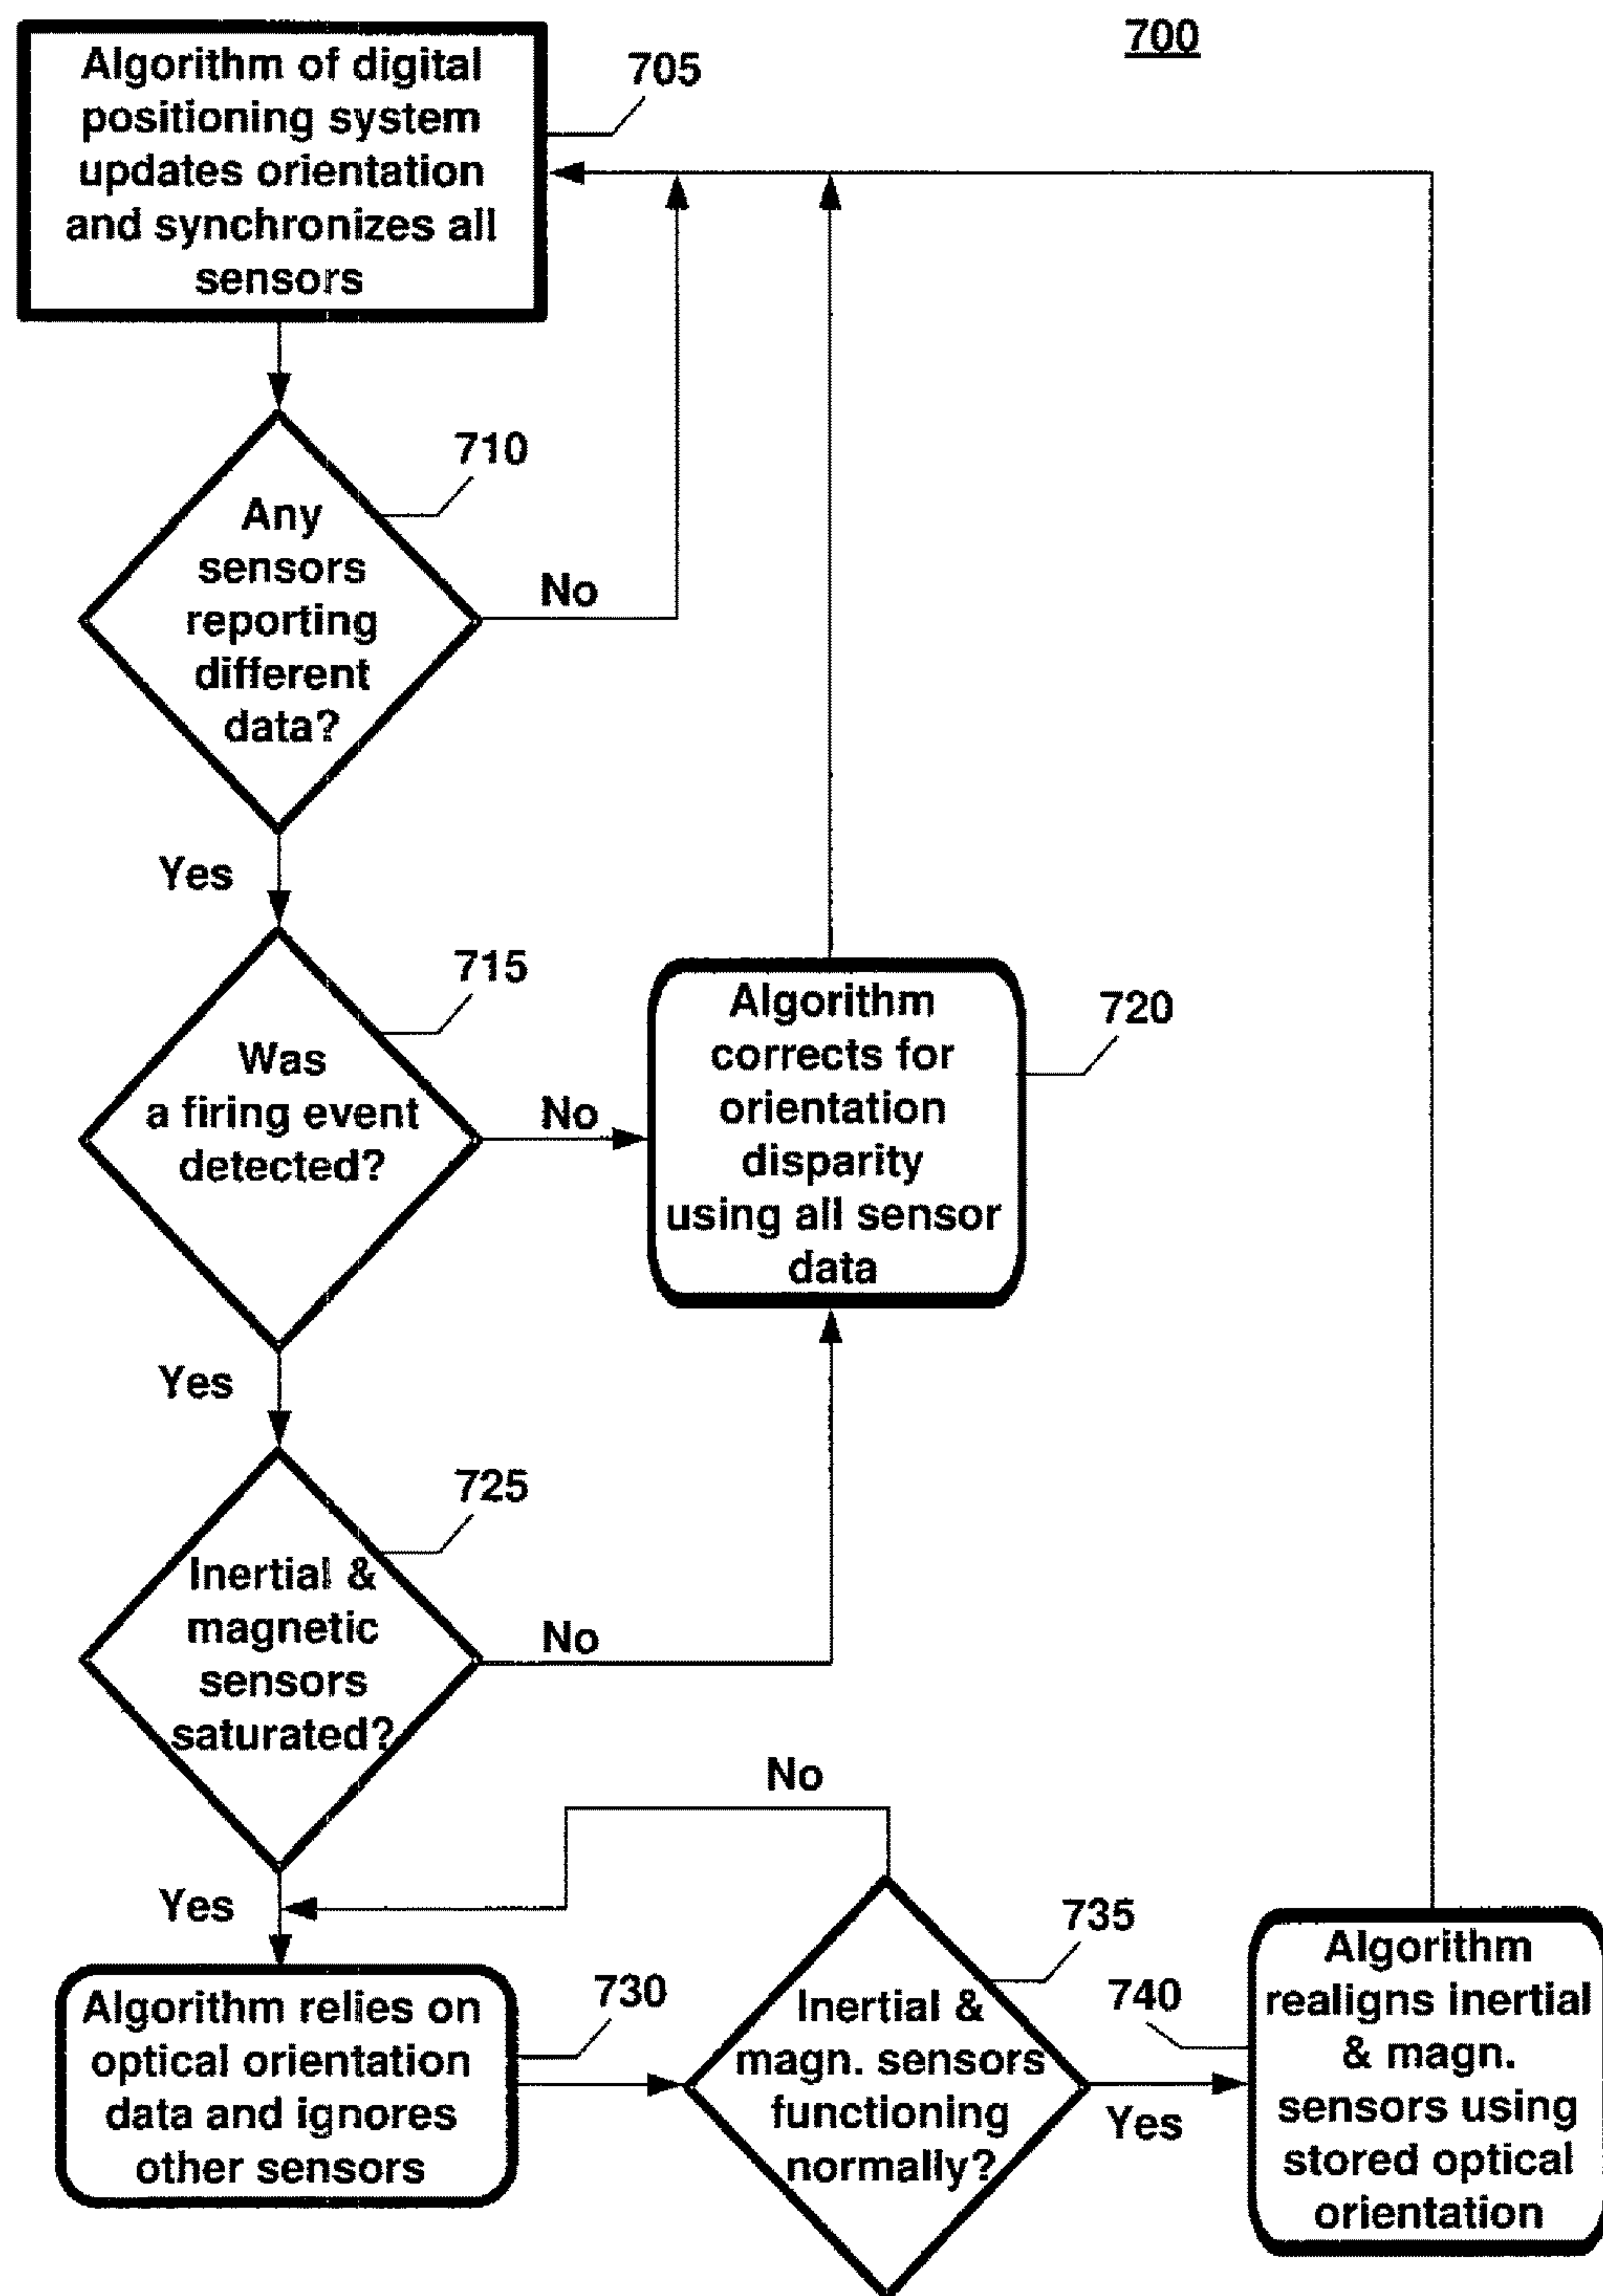 700
Algorithm of digital
positioning system
updates orientation
and synchronizes all
sensors
705
710
Any
sensors
reporting
different
data?
No
Yes
715
Was
a firing event
detected?
No
Algorithm
corrects for
orientation
disparity
using all sensor
data
720
Yes
725
Inertial &
magnetic
sensors
saturated?
No
No
Yes
Algorithm relies on
optical orientation
data and ignores
other sensors
730
735
Inertial &
magn. sensors
functioning
normally?
Yes
740
Algorithm
realigns inertial
& magn.
sensors using
stored optical
orientation